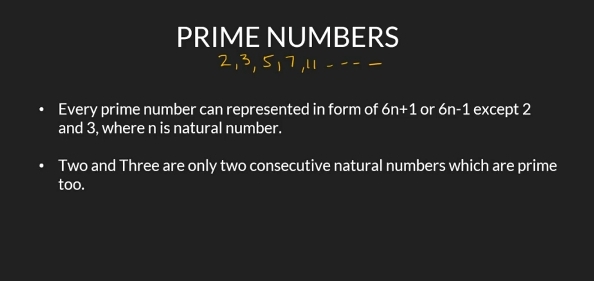 PRIME NUMBERS
2,3,5,7,11 - - - -
• Every prime number can represented in form of 6n+1 or 6n-1 except 2
and 3, where n is natural number.
• Two and Three are only two consecutive natural numbers which are prime
too.